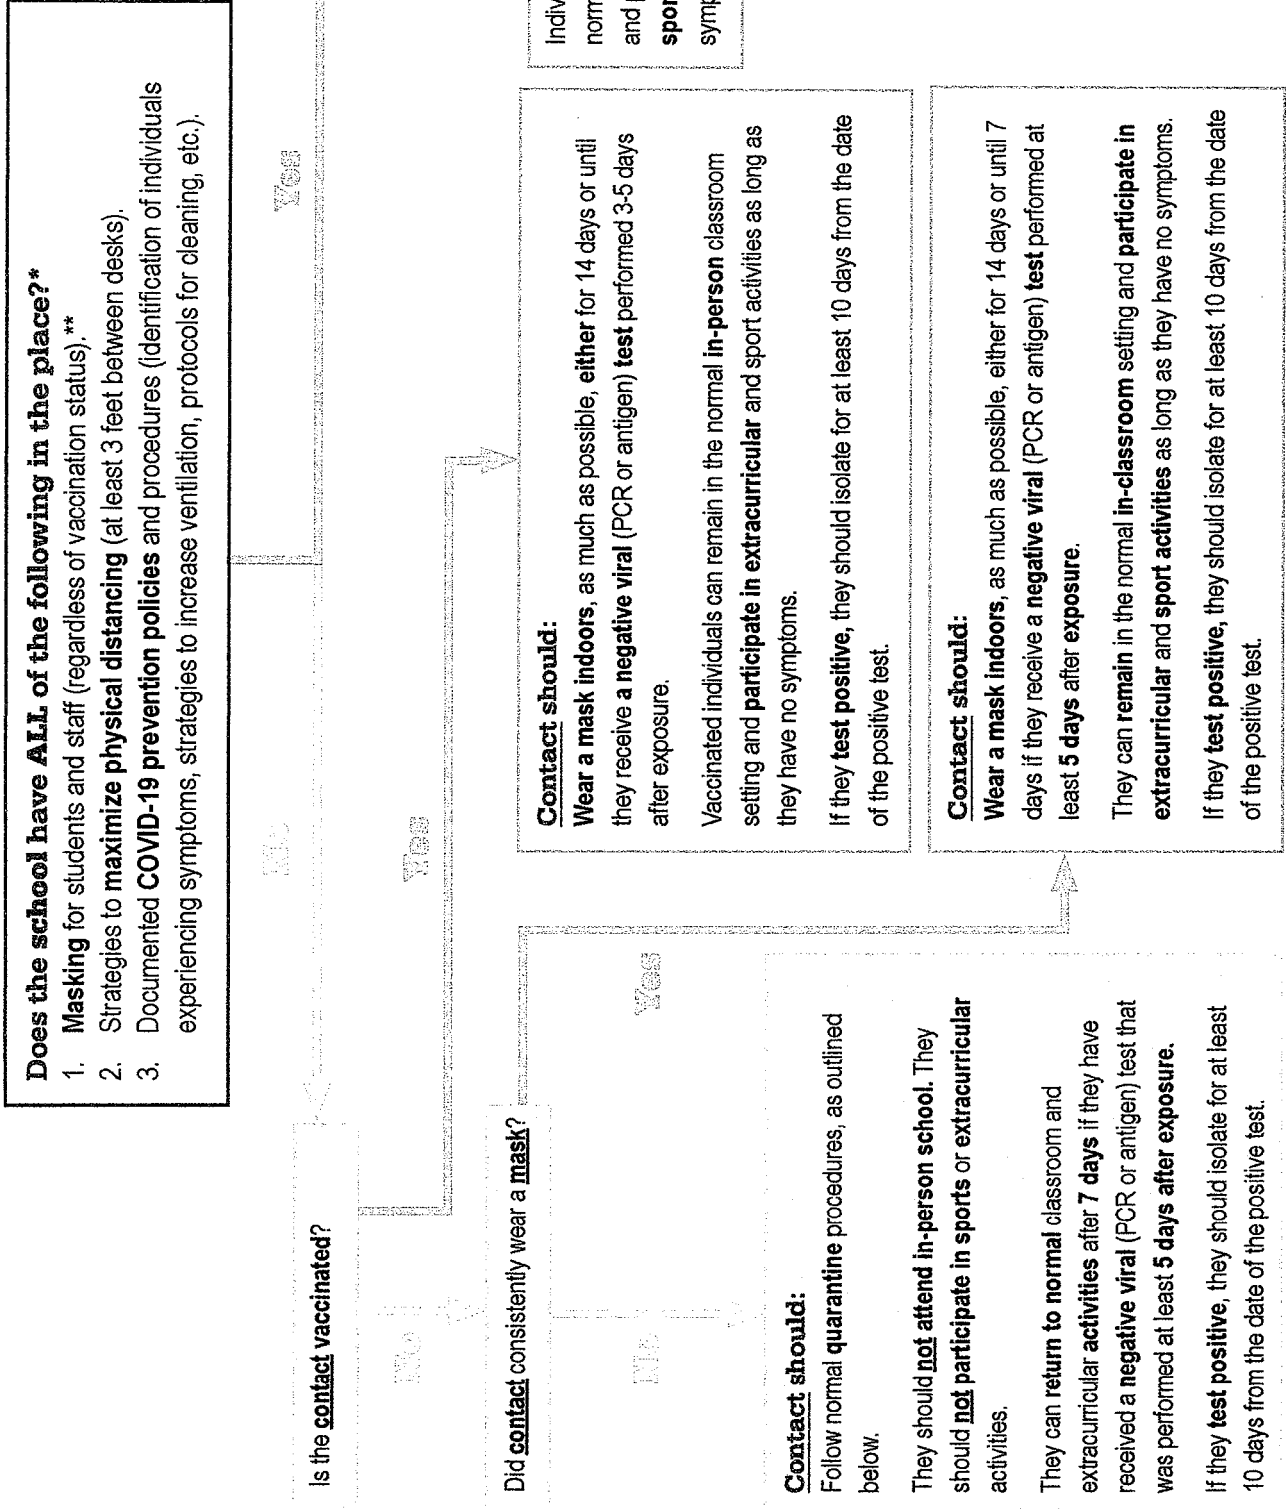 Does the school have ALL of the following in the place?*
1. Masking for students and staff (regardless of vaccination status).**
2. Strategies to maximize physical distancing (at least 3 feet between desks).
3. Documented COVID-19 prevention policies and procedures (identification of individuals
experiencing symptoms, strategies to increase ventilation, protocols for cleaning, etc.).
No
Yes
Is the contact vaccinated?
No
Yes
Did contact consistently wear a mask?
No
Yes
Contact should:
Follow normal quarantine procedures, as outlined
below.
They should not attend in-person school. They
should not participate in sports or extracurricular
activities.
They can return to normal classroom and
extracurricular activities after 7 days if they have
received a negative viral (PCR or antigen) test that
was performed at least 5 days after exposure.
If they test positive, they should isolate for at least
10 days from the date of the positive test.
Contact should:
Wear a mask indoors, as much as possible, either for 14 days or until
they receive a negative viral (PCR or antigen) test performed 3-5 days
after exposure.
Vaccinated individuals can remain in the normal in-person classroom
setting and participate in extracurricular and sport activities as long as
they have no symptoms.
If they test positive, they should isolate for at least 10 days from the date
of the positive test.
Contact should:
Wear a mask indoors, as much as possible, either for 14 days or until 7
days if they receive a negative viral (PCR or antigen) test performed at
least 5 days after exposure.
They can remain in the normal in-classroom setting and participate in
extracurricular and sport activities as long as they have no symptoms.
If they test positive, they should isolate for at least 10 days from the date
of the positive test.
Indiv
norm
and
spor
symp